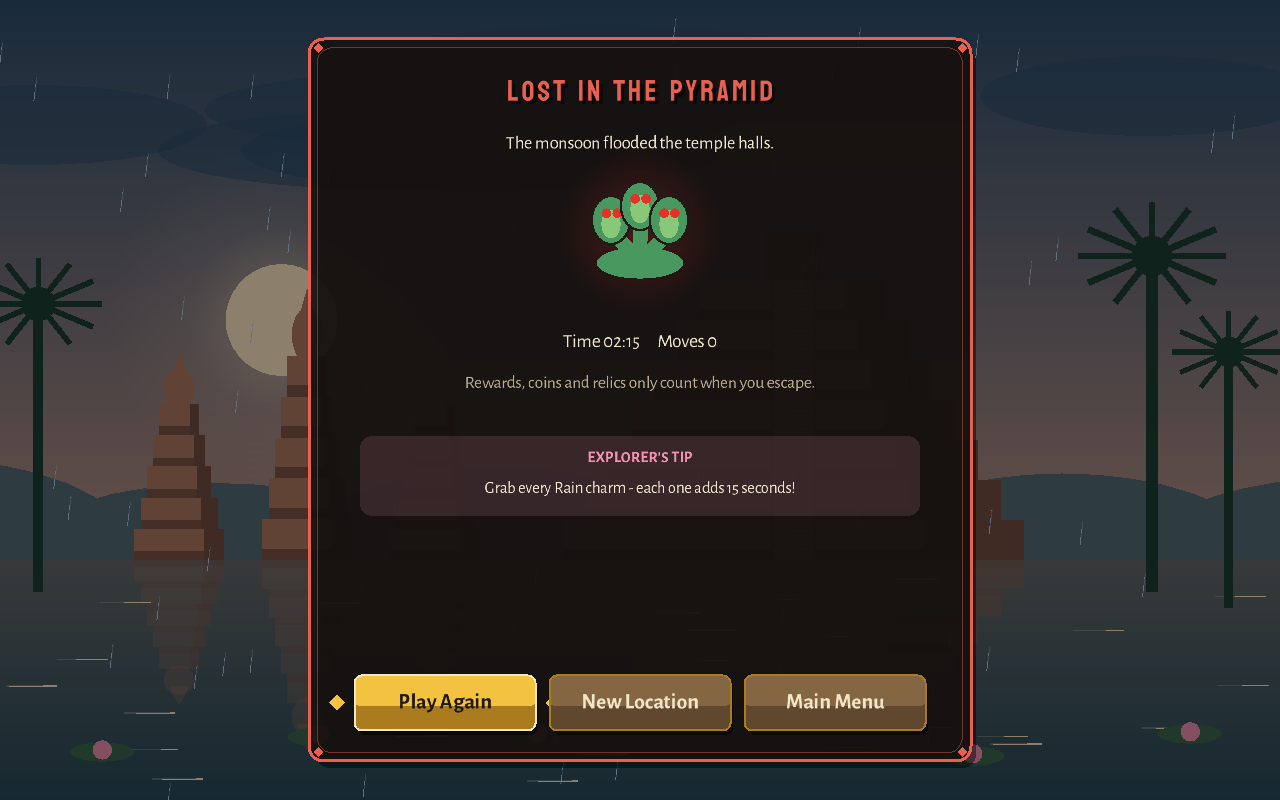 LOST IN THE PYRAMID
The monsoon flooded the temple halls.
Time 02:15 Moves 0
Rewards, coins and relics only count when you escape.
EXPLORER'S TIP
Grab every Rain charm - each one adds 15 seconds!
Play Again New Location Main Menu